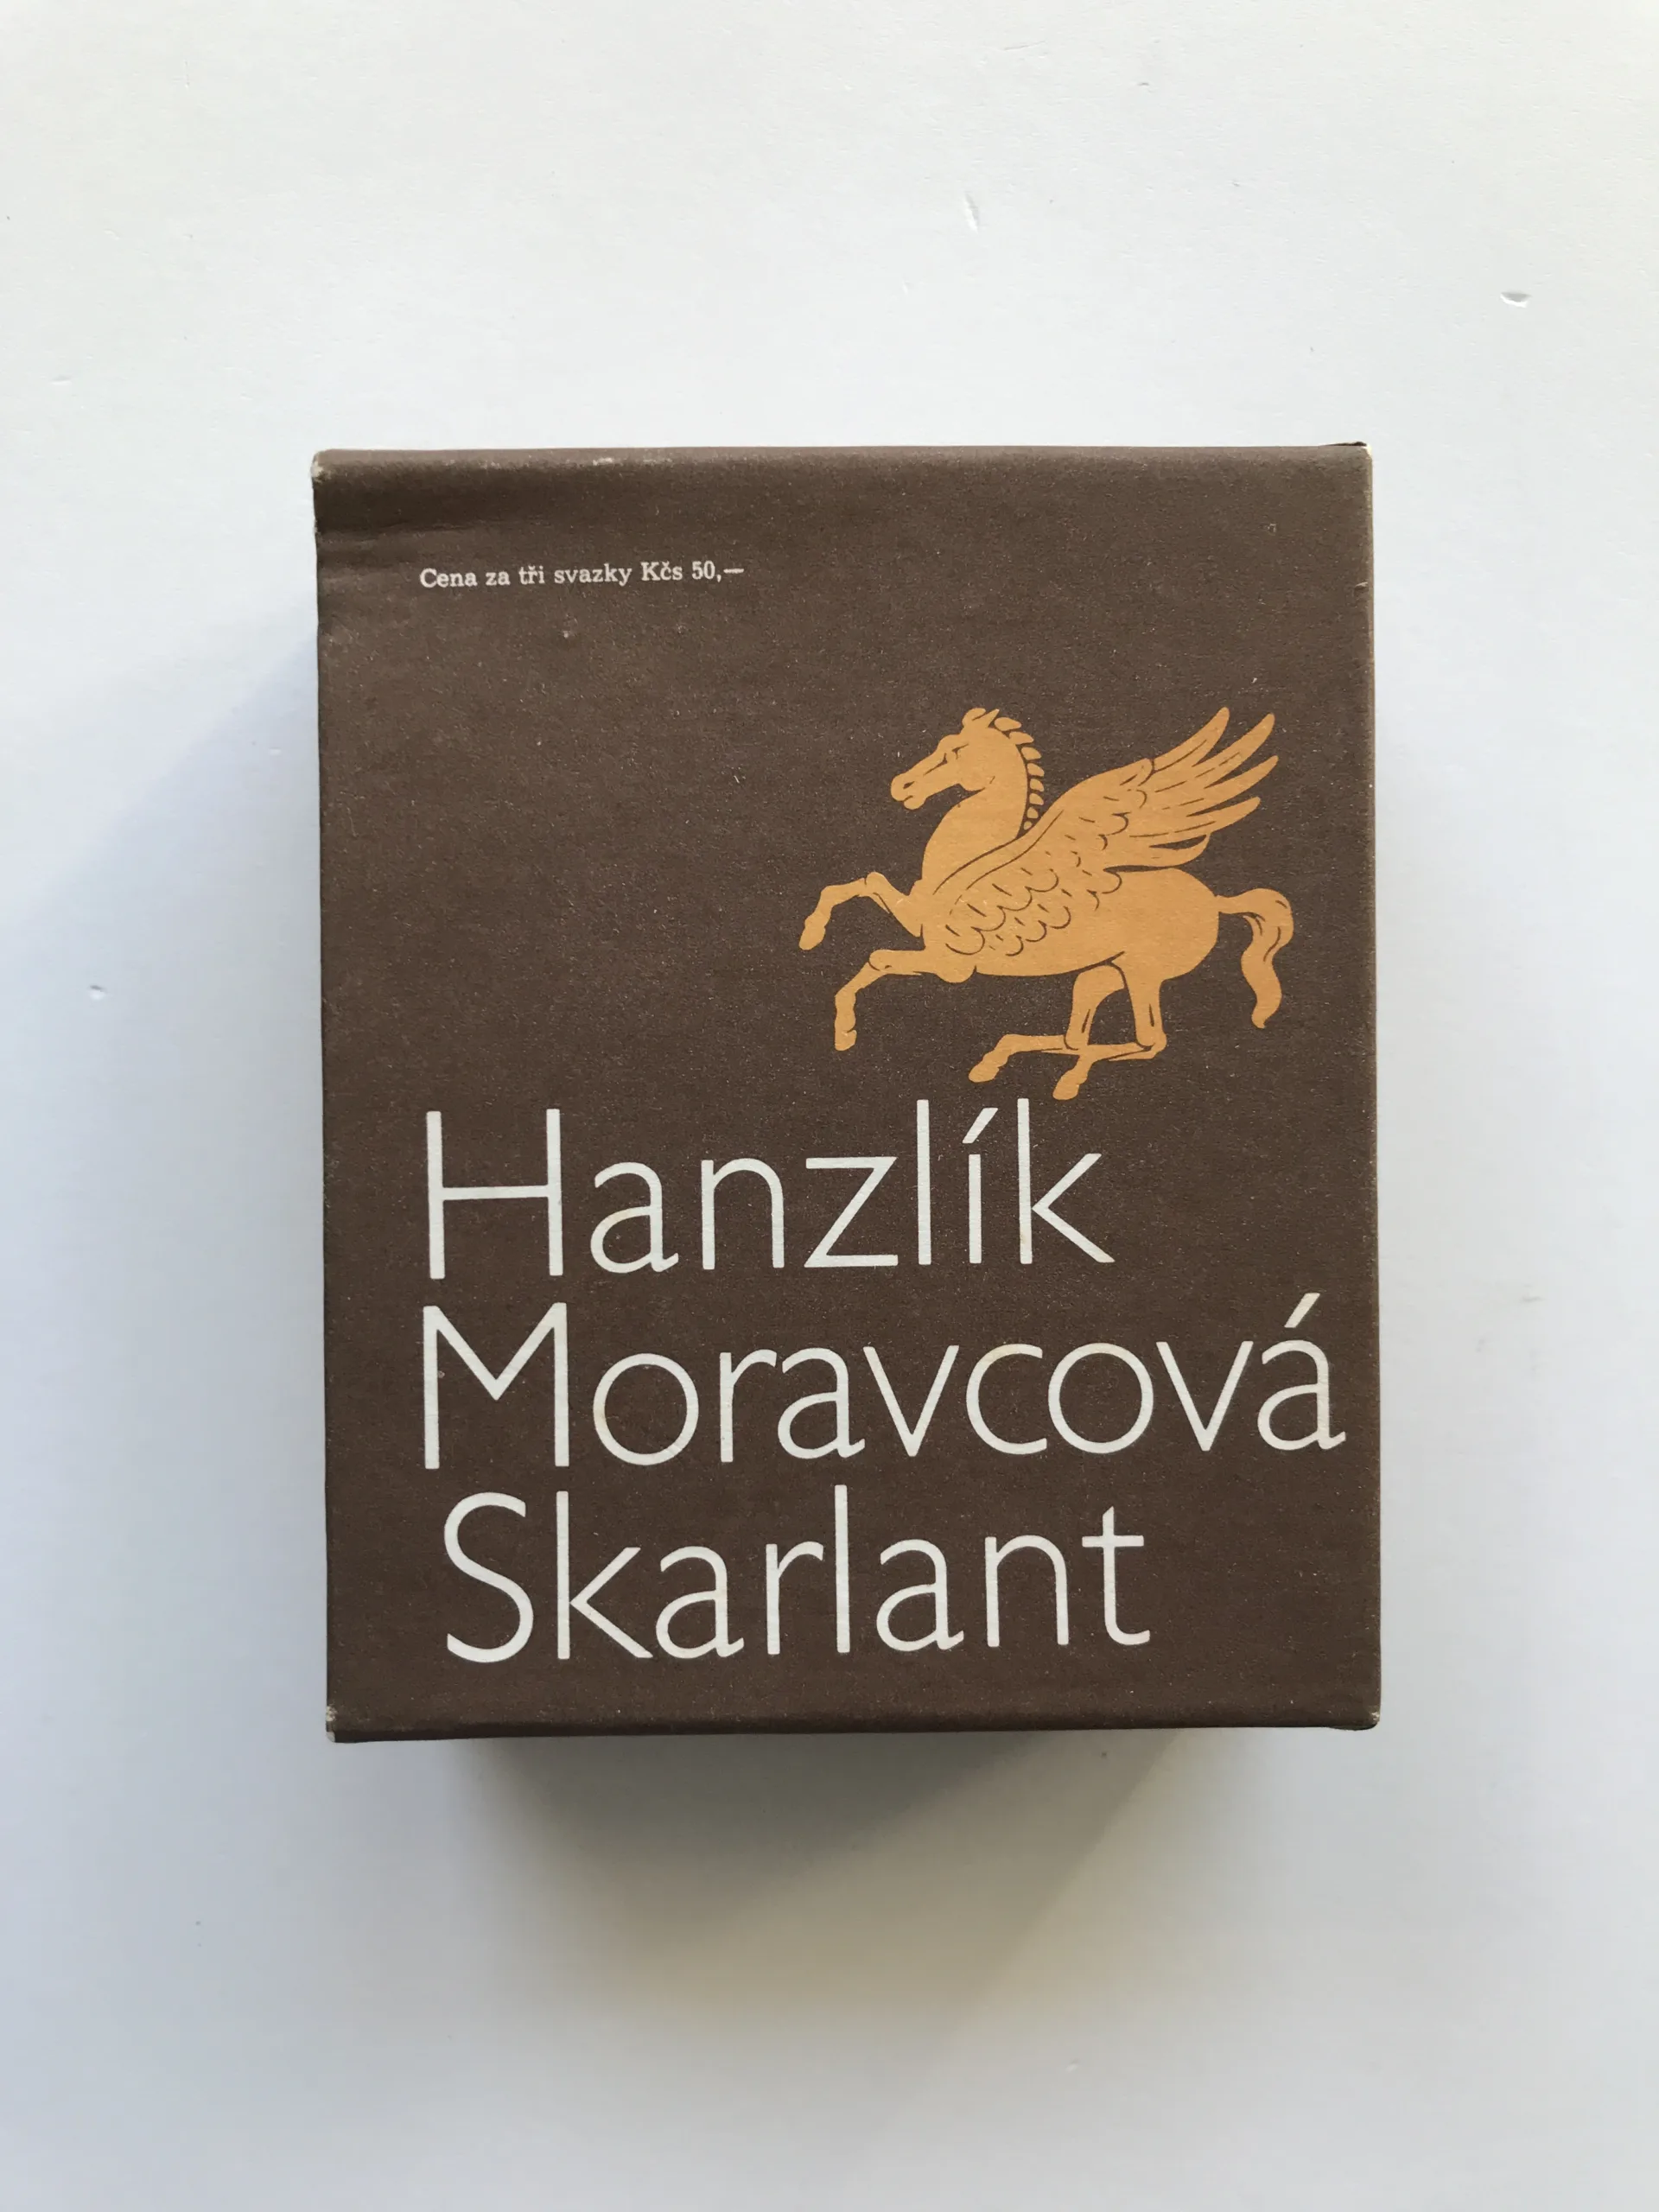 Cena za tři svazky Kčs 50,—
Hanzlík
Moravcová
Skarlant